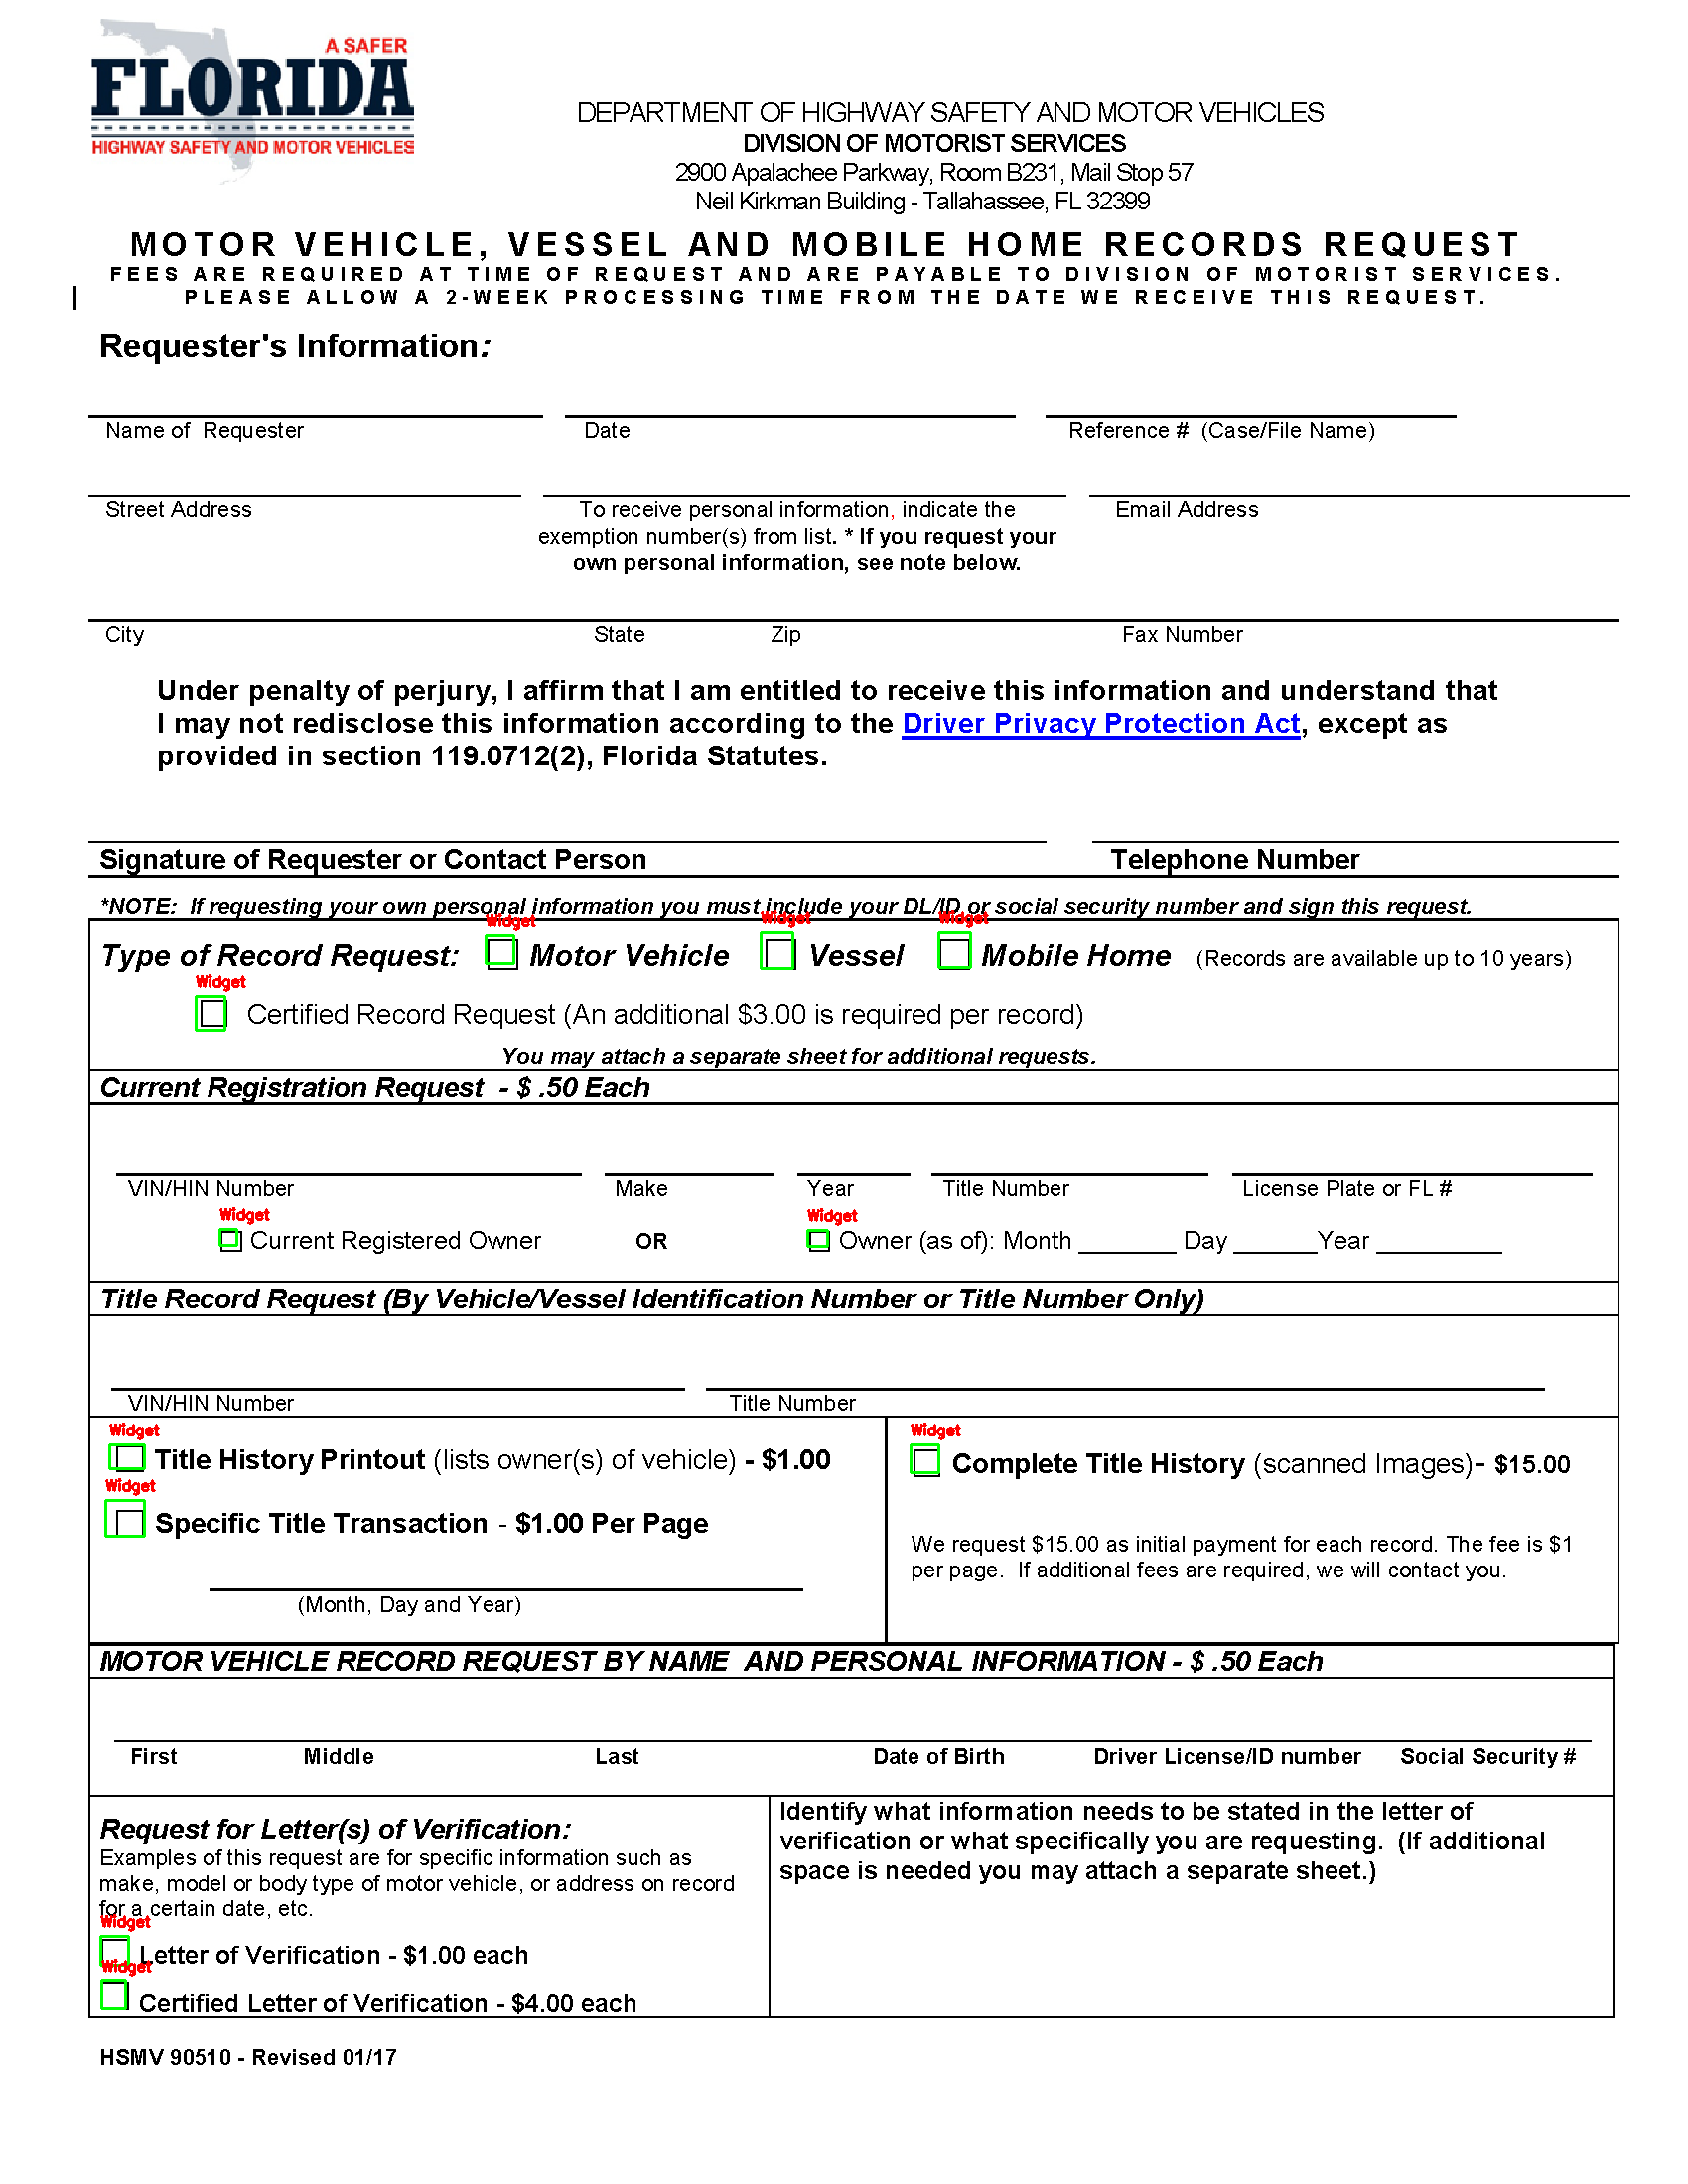 A SAFER
FLORIDA
HIGHWAY SAFETY AND MOTOR VEHICLES
DEPARTMENT OF HIGHWAY SAFETY AND MOTOR VEHICLES
DIVISION OF MOTORIST SERVICES
2900 Apalachee Parkway, Room B231, Mail Stop 57
Neil Kirkman Building - Tallahassee, FL 32399
MOTOR VEHICLE, VESSEL AND MOBILE HOME RECORDS REQUEST
FEES ARE REQUIRED AT TIME OF REQUEST AND ARE PAYABLE TO DIVISION OF MOTORIST SERVICES.
PLEASE ALLOW A 2-WEEK PROCESSING TIME FROM THE DATE WE RECEIVE THIS REQUEST.
Requester's Information:
Name of Requester Date Reference # (Case/File Name)
Street Address To receive personal information, indicate the Email Address
exemption number(s) from list. * If you request your
own personal information, see note below.
City State Zip Fax Number
Under penalty of perjury, I affirm that I am entitled to receive this information and understand that
I may not redisclose this information according to the Driver Privacy Protection Act, except as
provided in section 119.0712(2), Florida Statutes.
Signature of Requester or Contact Person Telephone Number
*NOTE: If requesting your own personal information you must include your DL/ID or social security number and sign this request.
Widget Widget Widget
Type of Record Request: Motor Vehicle Vessel Mobile Home (Records are available up to 10 years)
Widget
Certified Record Request (An additional $3.00 is required per record)
You may attach a separate sheet for additional requests.
Current Registration Request - $ .50 Each
VIN/HIN Number Make Year Title Number License Plate or FL #
Widget Widget
Current Registered Owner OR Owner (as of): Month ________ Day _______Year __________
Title Record Request (By Vehicle/Vessel Identification Number or Title Number Only)
VIN/HIN Number Title Number
Widget Widget
Title History Printout (lists owner(s) of vehicle) - $1.00 Complete Title History (scanned Images)- $15.00
Widget
Specific Title Transaction - $1.00 Per Page
We request $15.00 as initial payment for each record. The fee is $1
per page. If additional fees are required, we will contact you.
(Month, Day and Year)
MOTOR VEHICLE RECORD REQUEST BY NAME AND PERSONAL INFORMATION - $ .50 Each
First Middle Last Date of Birth Driver License/ID number Social Security #
Request for Letter(s) of Verification:
Examples of this request are for specific information such as
make, model or body type of motor vehicle, or address on record
for a certain date, etc.
Widget
Letter of Verification - $1.00 each
Widget
Certified Letter of Verification - $4.00 each
Identify what information needs to be stated in the letter of
verification or what specifically you are requesting. (If additional
space is needed you may attach a separate sheet.)
HSMV 90510 - Revised 01/17